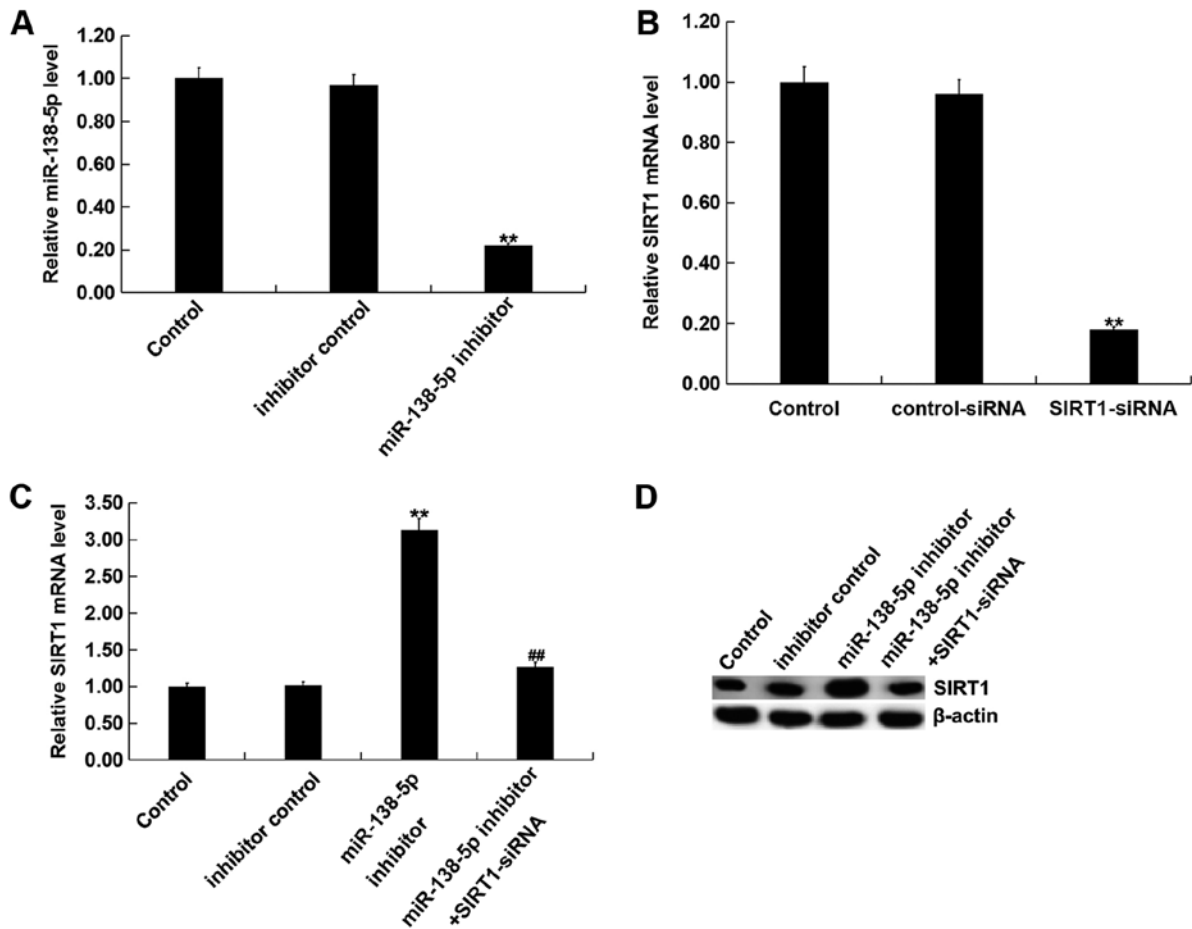 A
Relative miR-138-5p level
1.20
1.00
0.80
0.60
0.40
0.20
0.00
**
Control
inhibitor control
miR-138-5p inhibitor
B
Relative SIRT1 mRNA level
1.20
1.00
0.80
0.60
0.40
0.20
0.00
**
Control
control-siRNA
SIRT1-siRNA
C
Relative SIRT1 mRNA level
3.50
3.00
2.50
2.00
1.50
1.00
0.50
0.00
**
##
Control
inhibitor control
miR-138-5p
inhibitor
miR-138-5p inhibitor
+SIRT1-siRNA
D
Control
inhibitor control
miR-138-5p inhibitor
miR-138-5p inhibitor
+SIRT1-siRNA
SIRT1
β-actin